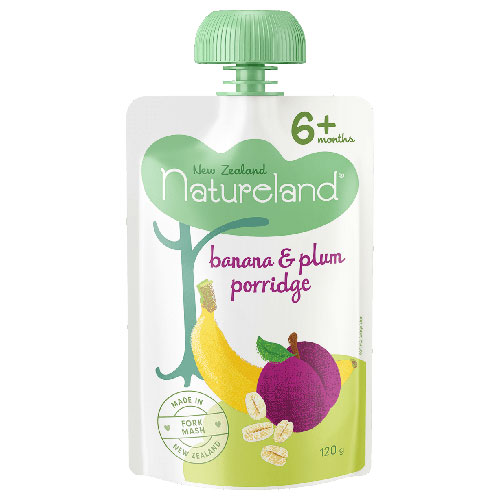 6+
months
New Zealand
Natureland®
banana & plum
porridge
MADE IN
FORK
MASH
NEW ZEALAND
120g